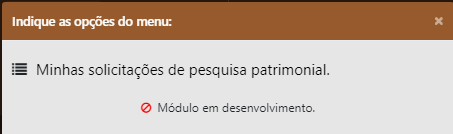 Indique as opções do menu:
Minhas solicitações de pesquisa patrimonial.
Módulo em desenvolvimento.